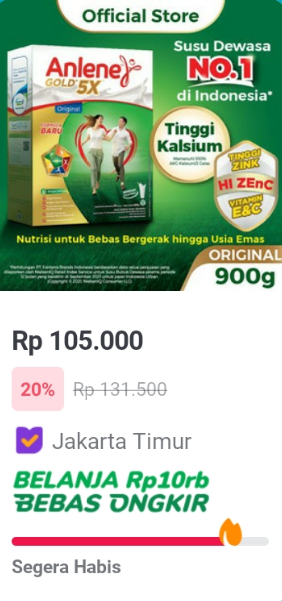 Official Store
Susu Dewasa
NO.1
di Indonesia*
Anlene
GOLD 5X
Original
BARU
Tinggi
Kalsium
TINGGI
ZINK
HI ZEnC
VITAMIN
E&C
Nutrisi untuk Bebas Bergerak hingga Usia Emas
ORIGINAL
900g
Rp 105.000
20% Rp 131.500
Jakarta Timur
BELANJA Rp10rb
BEBAS ONGKIR
Segera Habis